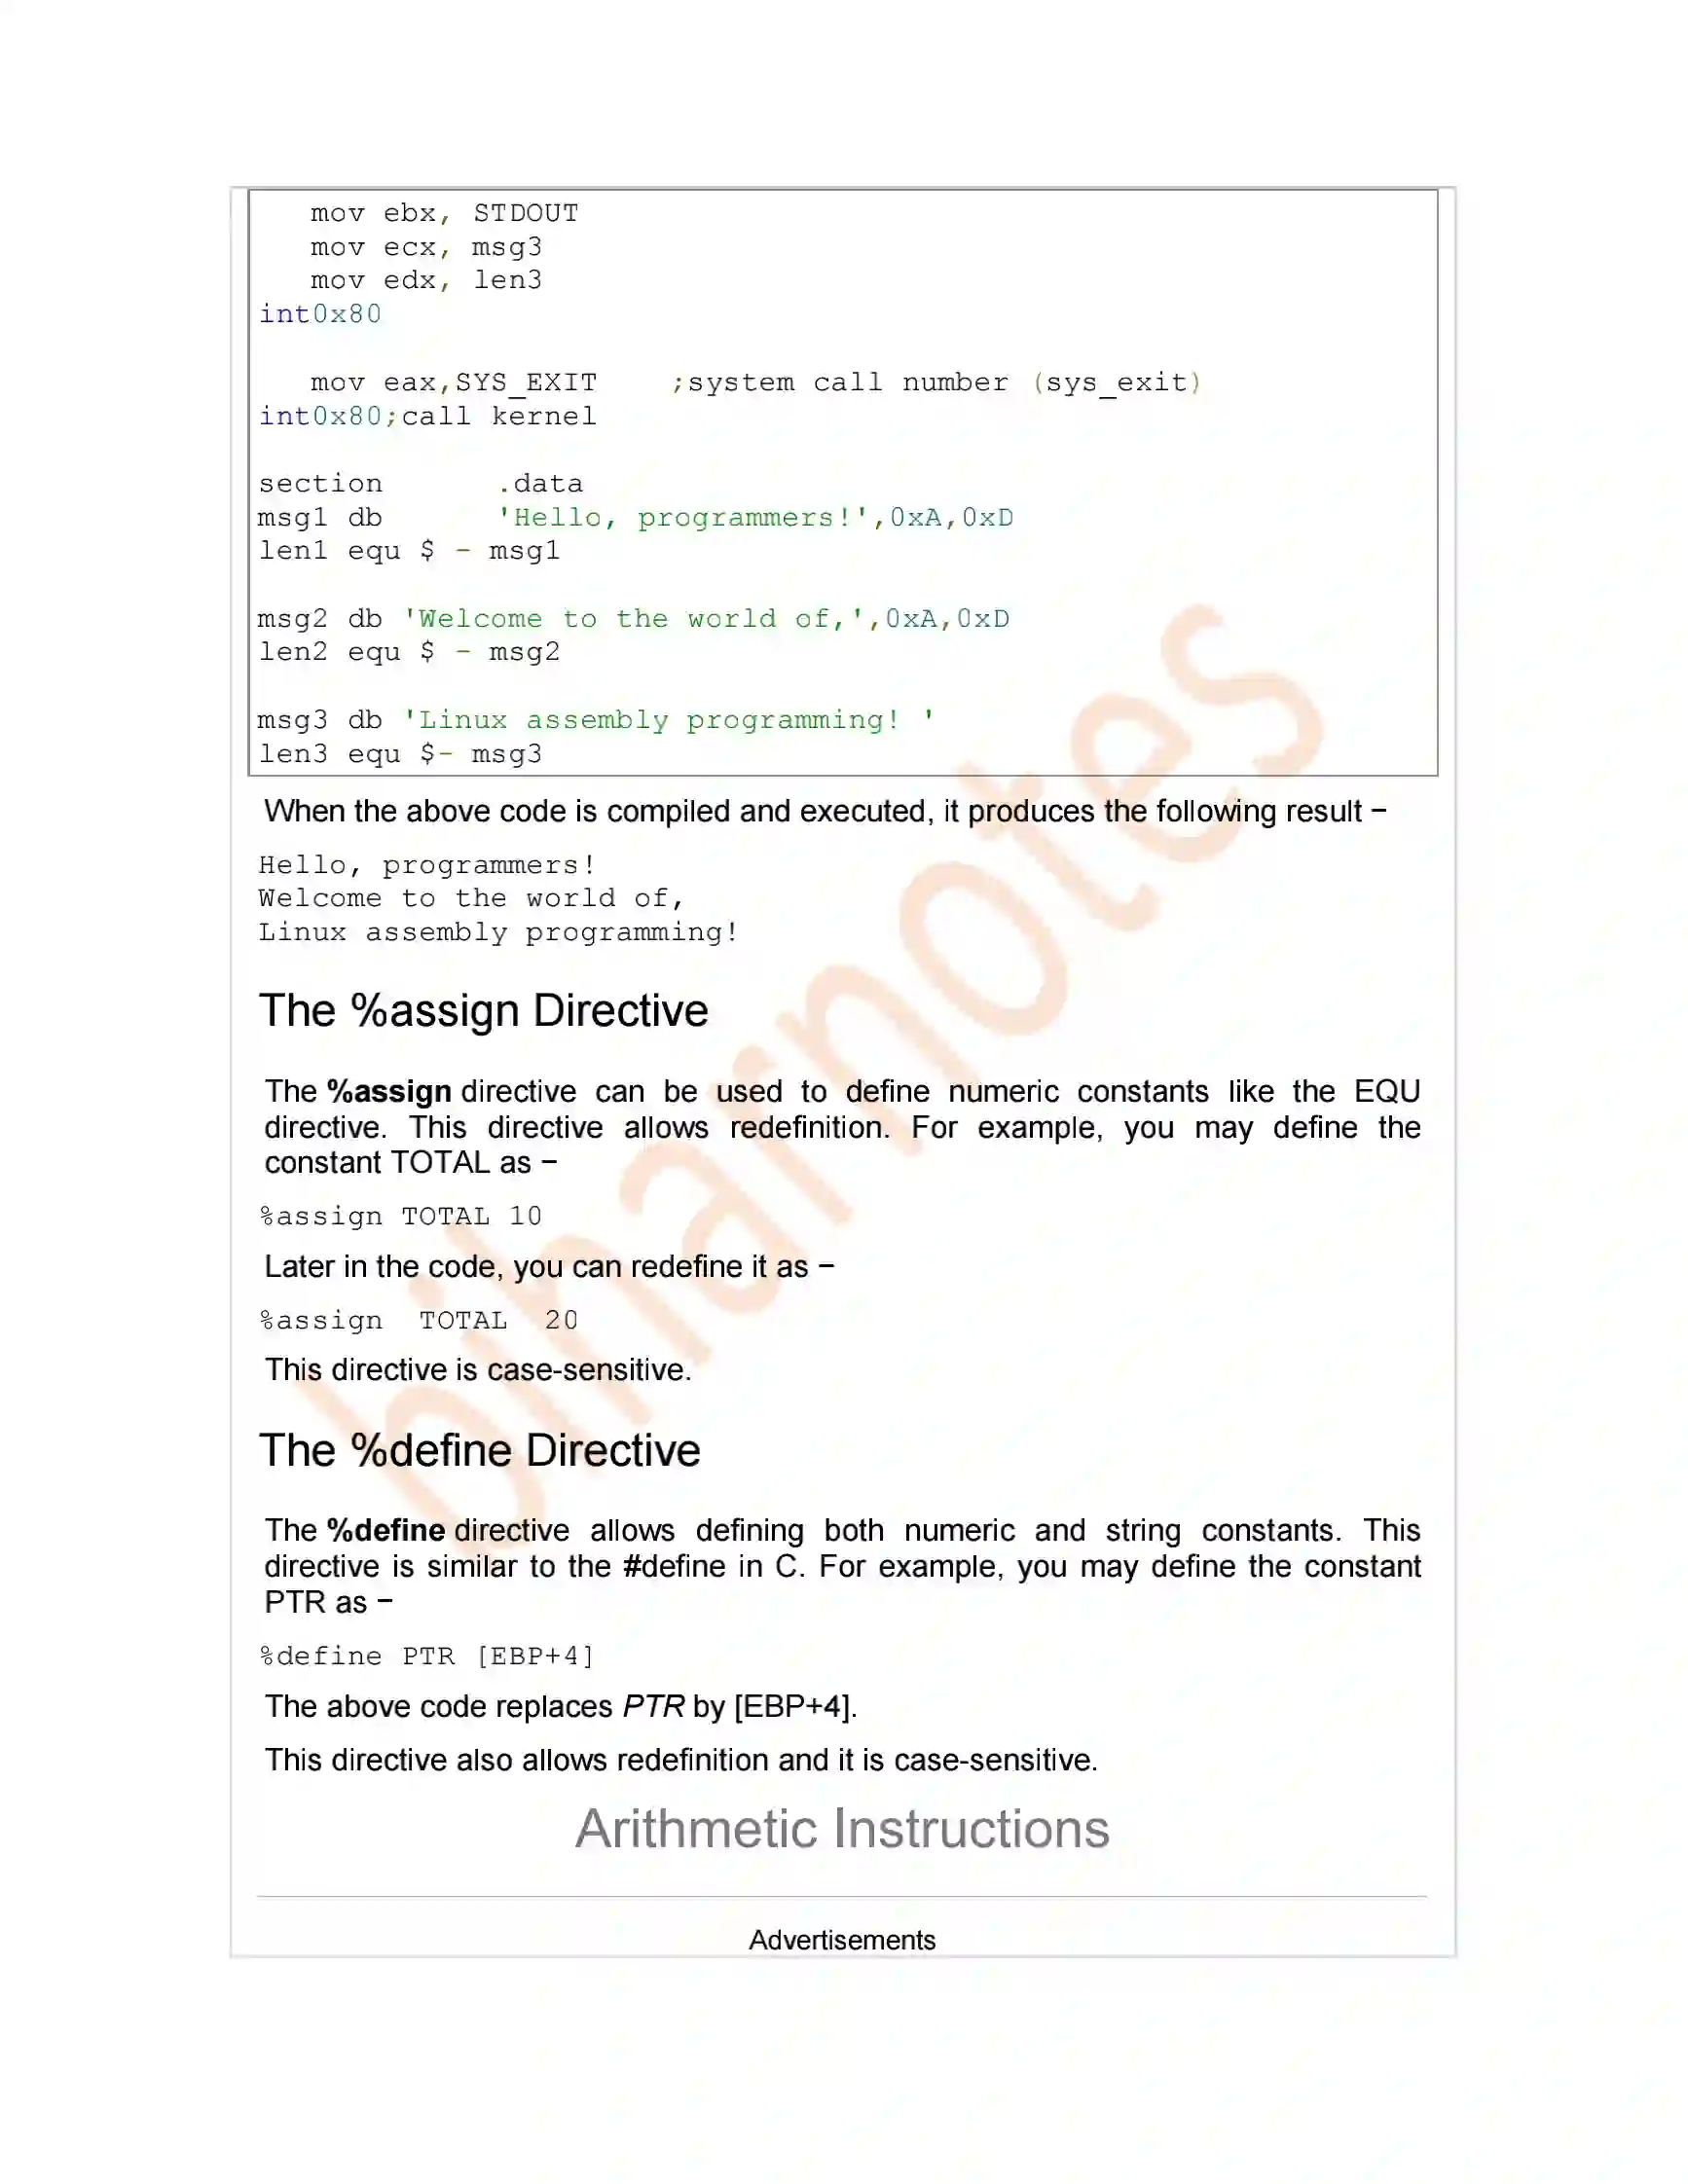 mov ebx, STDOUT
mov ecx, msg3
mov edx, len3
int0x80
mov eax,SYS_EXIT    ;system call number (sys_exit)
int0x80;call kernel
section      .data
msg1 db      'Hello, programmers!',0xA,0xD
len1 equ $ - msg1
msg2 db 'Welcome to the world of,',0xA,0xD
len2 equ $ - msg2
msg3 db 'Linux assembly programming! '
len3 equ $- msg3
When the above code is compiled and executed, it produces the following result −
Hello, programmers!
Welcome to the world of,
Linux assembly programming!
The %assign Directive
The %assign directive can be used to define numeric constants like the EQU
directive. This directive allows redefinition. For example, you may define the
constant TOTAL as −
%assign TOTAL 10
Later in the code, you can redefine it as −
%assign  TOTAL  20
This directive is case-sensitive.
The %define Directive
The %define directive allows defining both numeric and string constants. This
directive is similar to the #define in C. For example, you may define the constant
PTR as −
%define PTR [EBP+4]
The above code replaces PTR by [EBP+4].
This directive also allows redefinition and it is case-sensitive.
Arithmetic Instructions
Advertisements
biharnotes